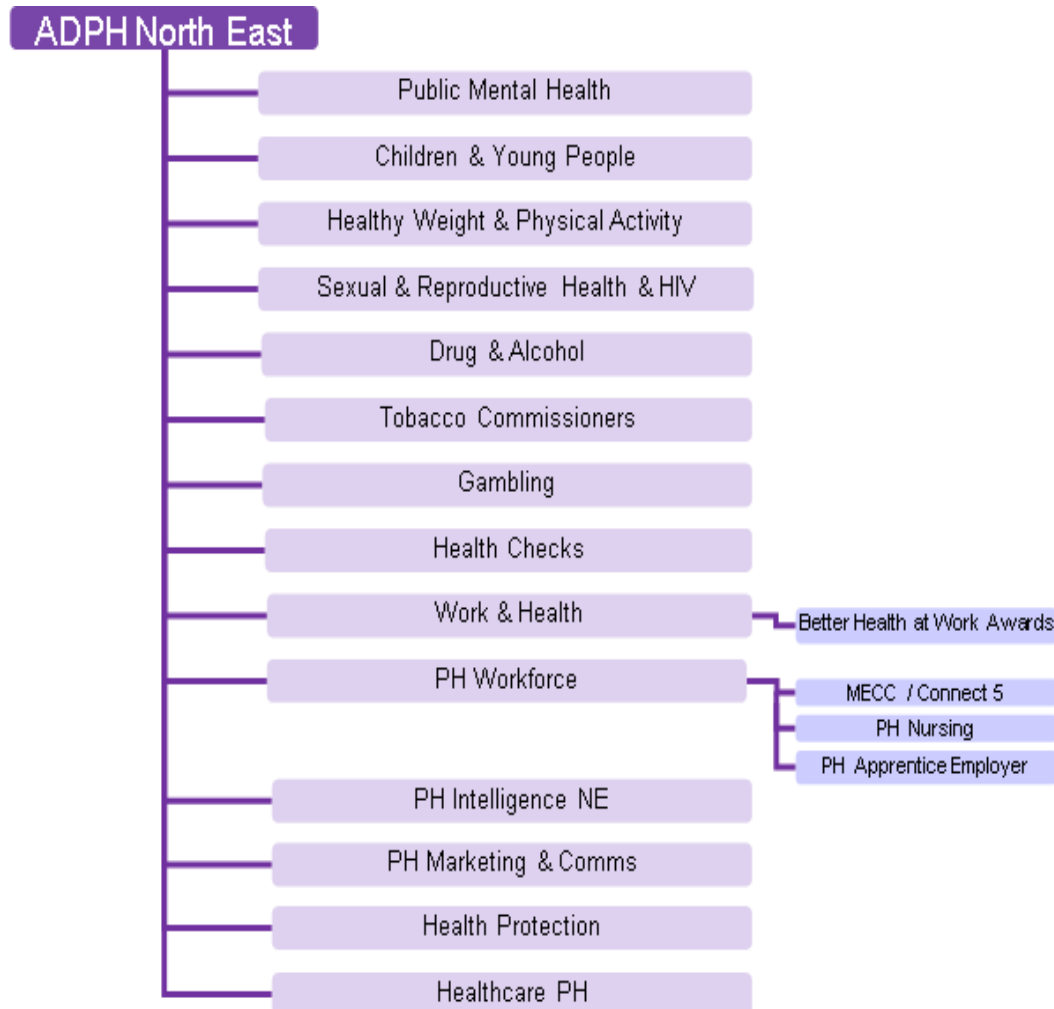 ADPH North East
Public Mental Health
Children & Young People
Healthy Weight & Physical Activity
Sexual & Reproductive Health & HIV
Drug & Alcohol
Tobacco Commissioners
Gambling
Health Checks
Work & Health
Better Health at Work Awards
PH Workforce
MECC / Connect 5
PH Nursing
PH Apprentice Employer
PH Intelligence NE
PH Marketing & Comms
Health Protection
Healthcare PH